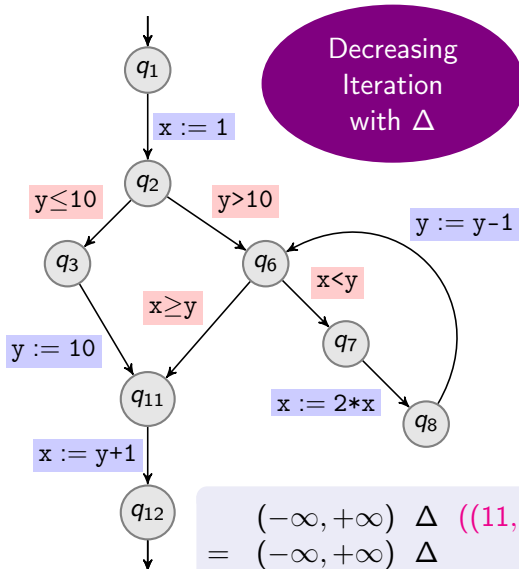 q1
Decreasing
Iteration
with Δ
x := 1
q2
y≤10
y>10
y := y-1
q3
q6
x≥y
x<y
q7
y := 10
x := 2*x
q11
q8
x := y+1
q12
(−∞, +∞) Δ ((11,
= (−∞, +∞) Δ